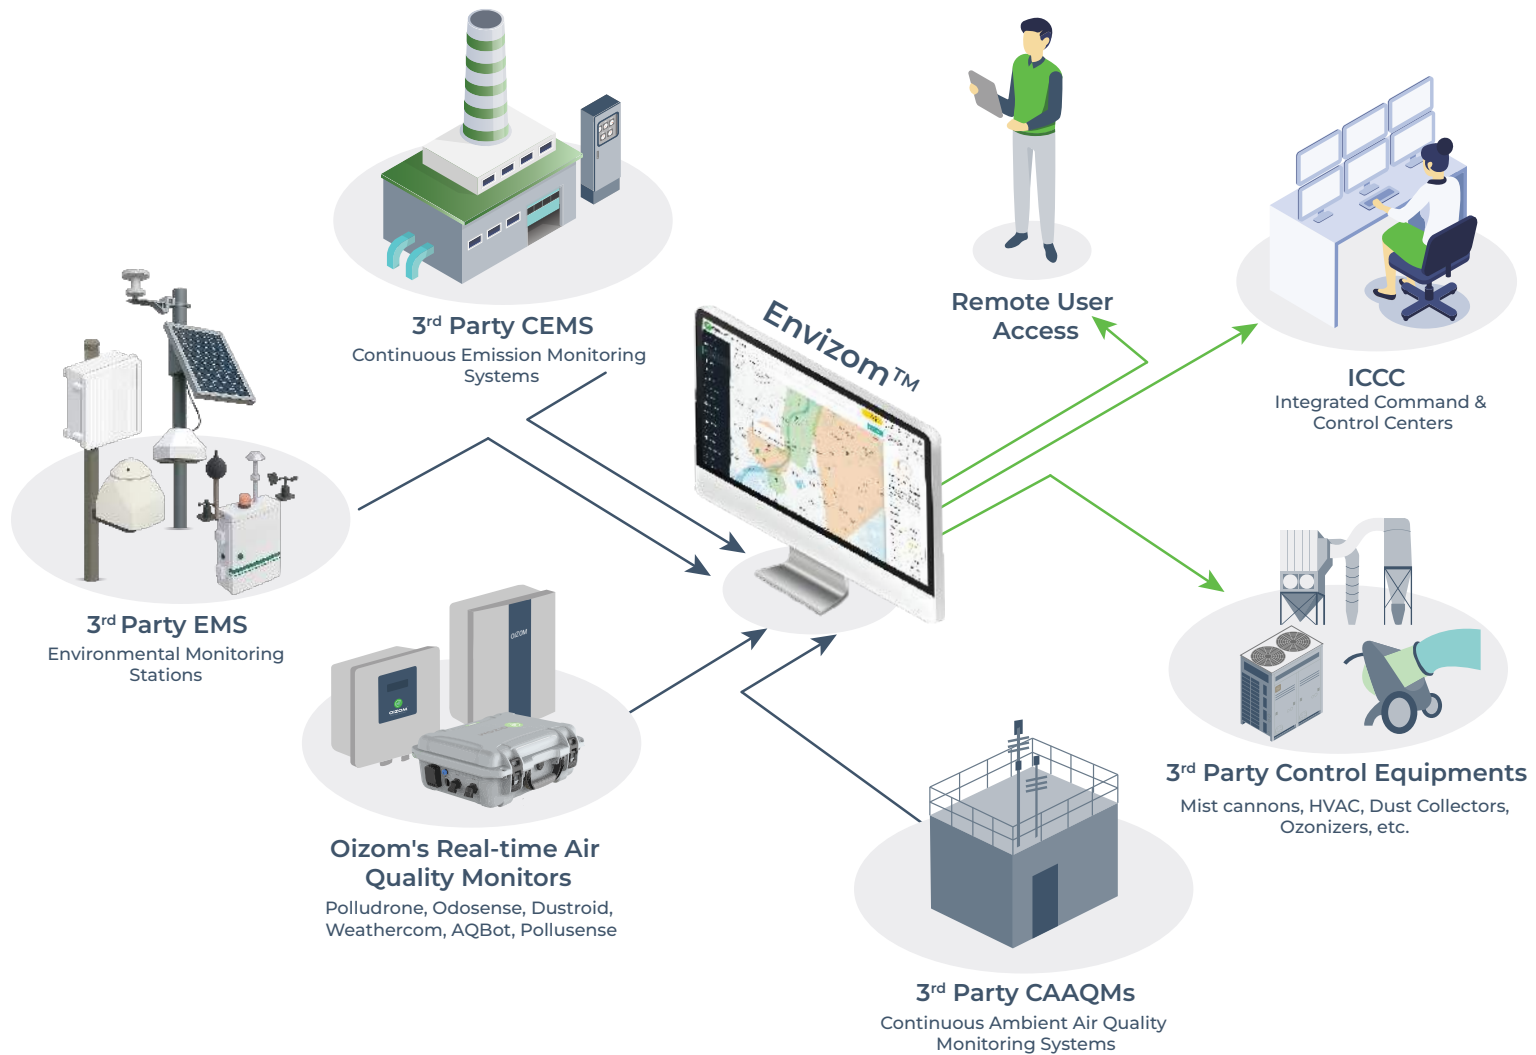 Remote User
Access
3rd Party CEMS
Continuous Emission Monitoring
Systems
Envizom™
ICCC
Integrated Command &
Control Centers
3rd Party EMS
Environmental Monitoring
Stations
OIZOM
OIZOM
3rd Party Control Equipments
Mist cannons, HVAC, Dust Collectors,
Ozonizers, etc.
Oizom's Real-time Air
Quality Monitors
Polludrone, Odosense, Dustroid,
Weathercom, AQBot, Pollusense
3rd Party CAAQMs
Continuous Ambient Air Quality
Monitoring Systems